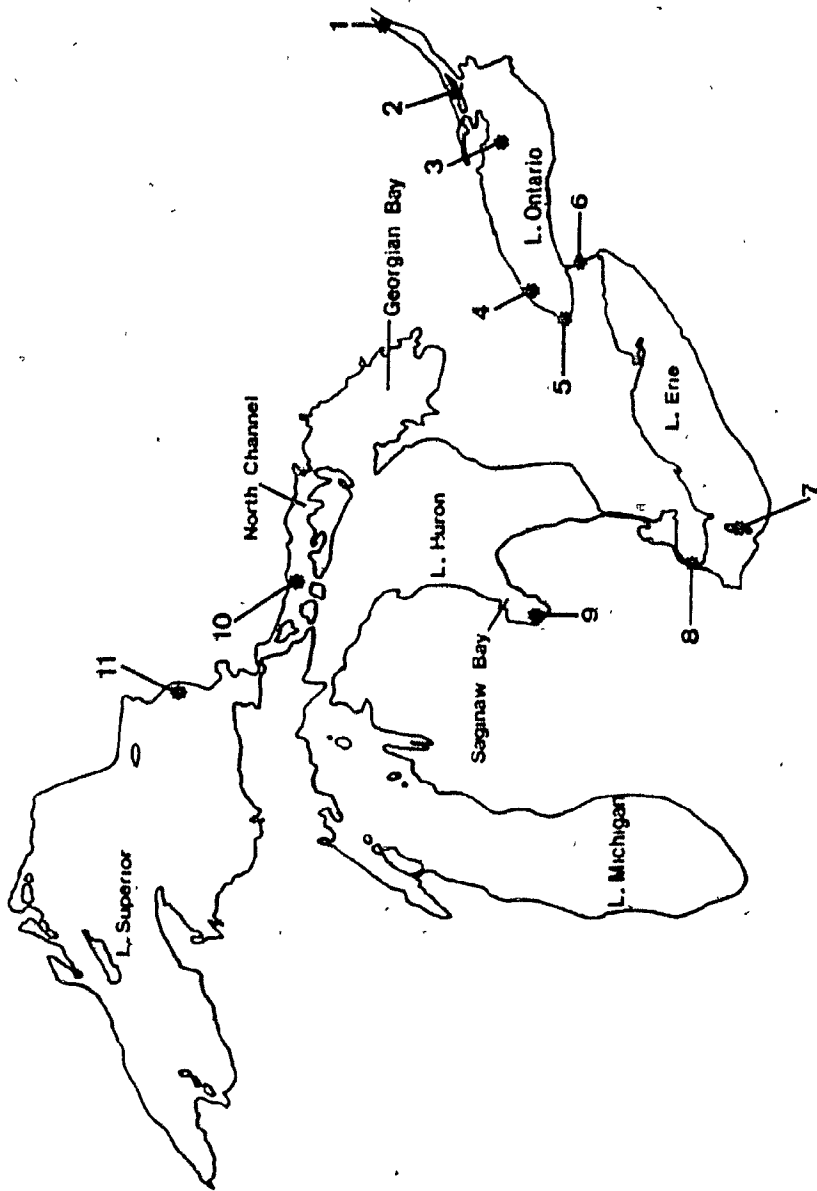 1
2
3
L. Ontario
4
5
6
Georgian Bay
North Channel
L. Erie
7
8
L. Huron
Saginaw Bay
9
10
11
L. Superior
L. Michigan